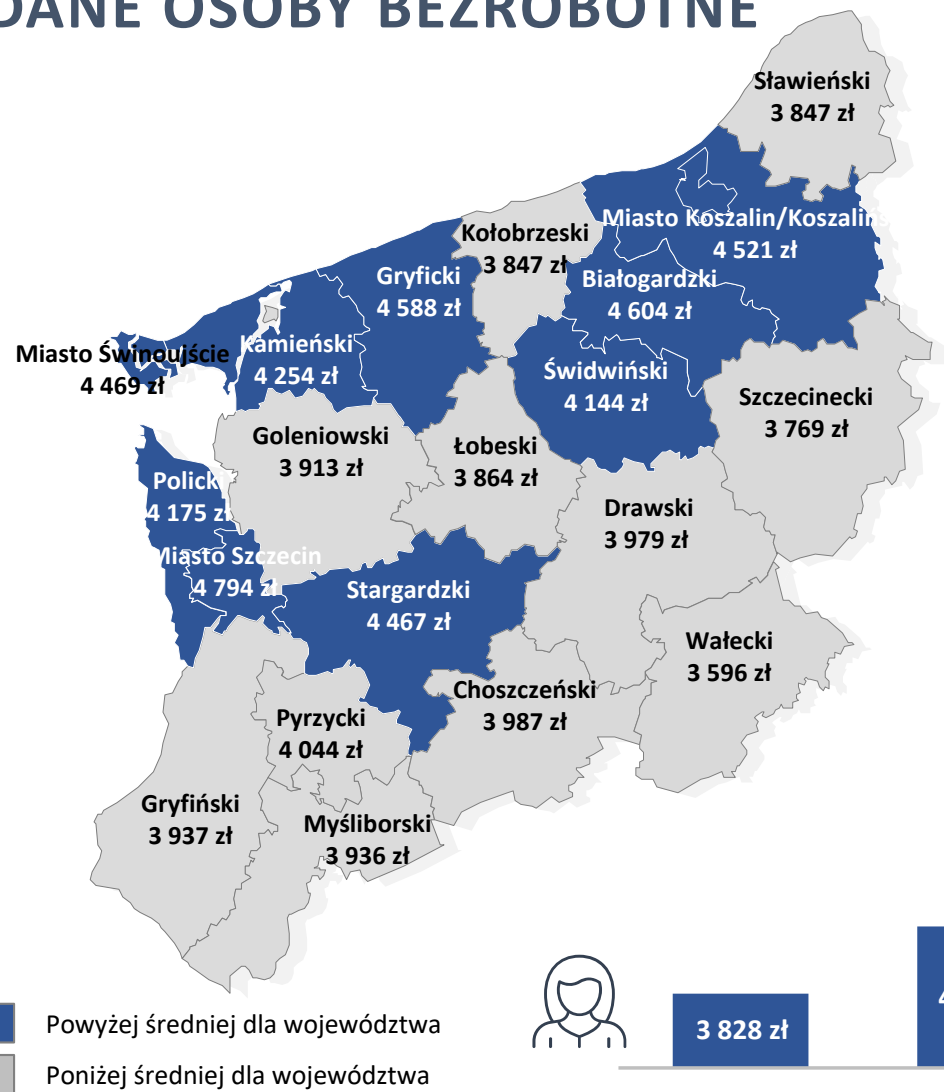 DANE OSOBY BEZROBOTNE
Sławieński
3 847 zł
Miasto Koszalin/Koszalińs
4 521 zł
Kołobrzeski
3 847 zł
Gryficki
4 588 zł
Białogardzki
4 604 zł
Kamieński
4 254 zł
Miasto Świnoujście
4 469 zł
Świdwiński
4 144 zł
Szczecinecki
3 769 zł
Goleniowski
3 913 zł
Łobeski
3 864 zł
Policki
4 175 zł
Drawski
3 979 zł
Miasto Szczecin
4 794 zł
Stargardzki
4 467 zł
Wałecki
3 596 zł
Choszczeński
3 987 zł
Pyrzycki
4 044 zł
Gryfiński
3 937 zł
Myśliborski
3 936 zł
Powyżej średniej dla województwa
Poniżej średniej dla województwa
3 828 zł
4